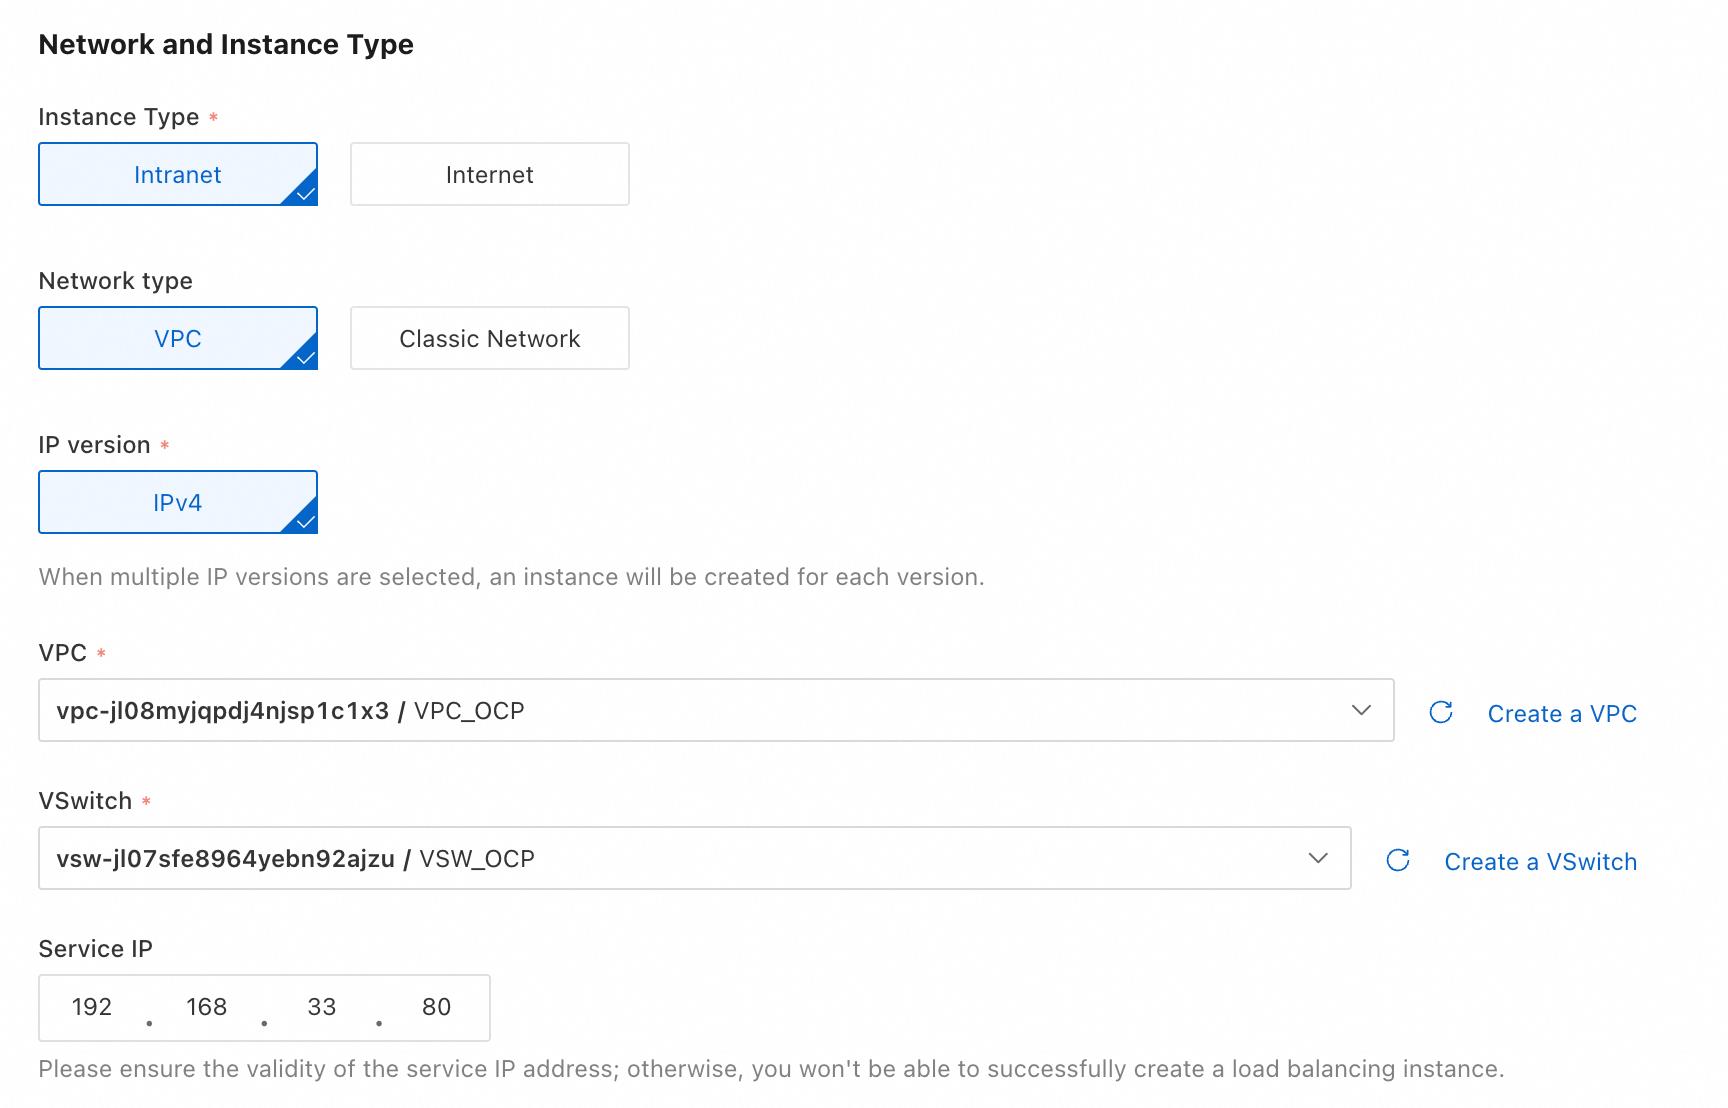 Network and Instance Type
Instance Type *
Intranet Internet
Network type
VPC Classic Network
IP version *
IPv4
When multiple IP versions are selected, an instance will be created for each version.
VPC *
vpc-jl08myjqpdj4njsp1c1x3 / VPC_OCP Create a VPC
VSwitch *
vsw-jl07sfe8964yebn92ajzu / VSW_OCP Create a VSwitch
Service IP
192 . 168 . 33 . 80
Please ensure the validity of the service IP address; otherwise, you won't be able to successfully create a load balancing instance.